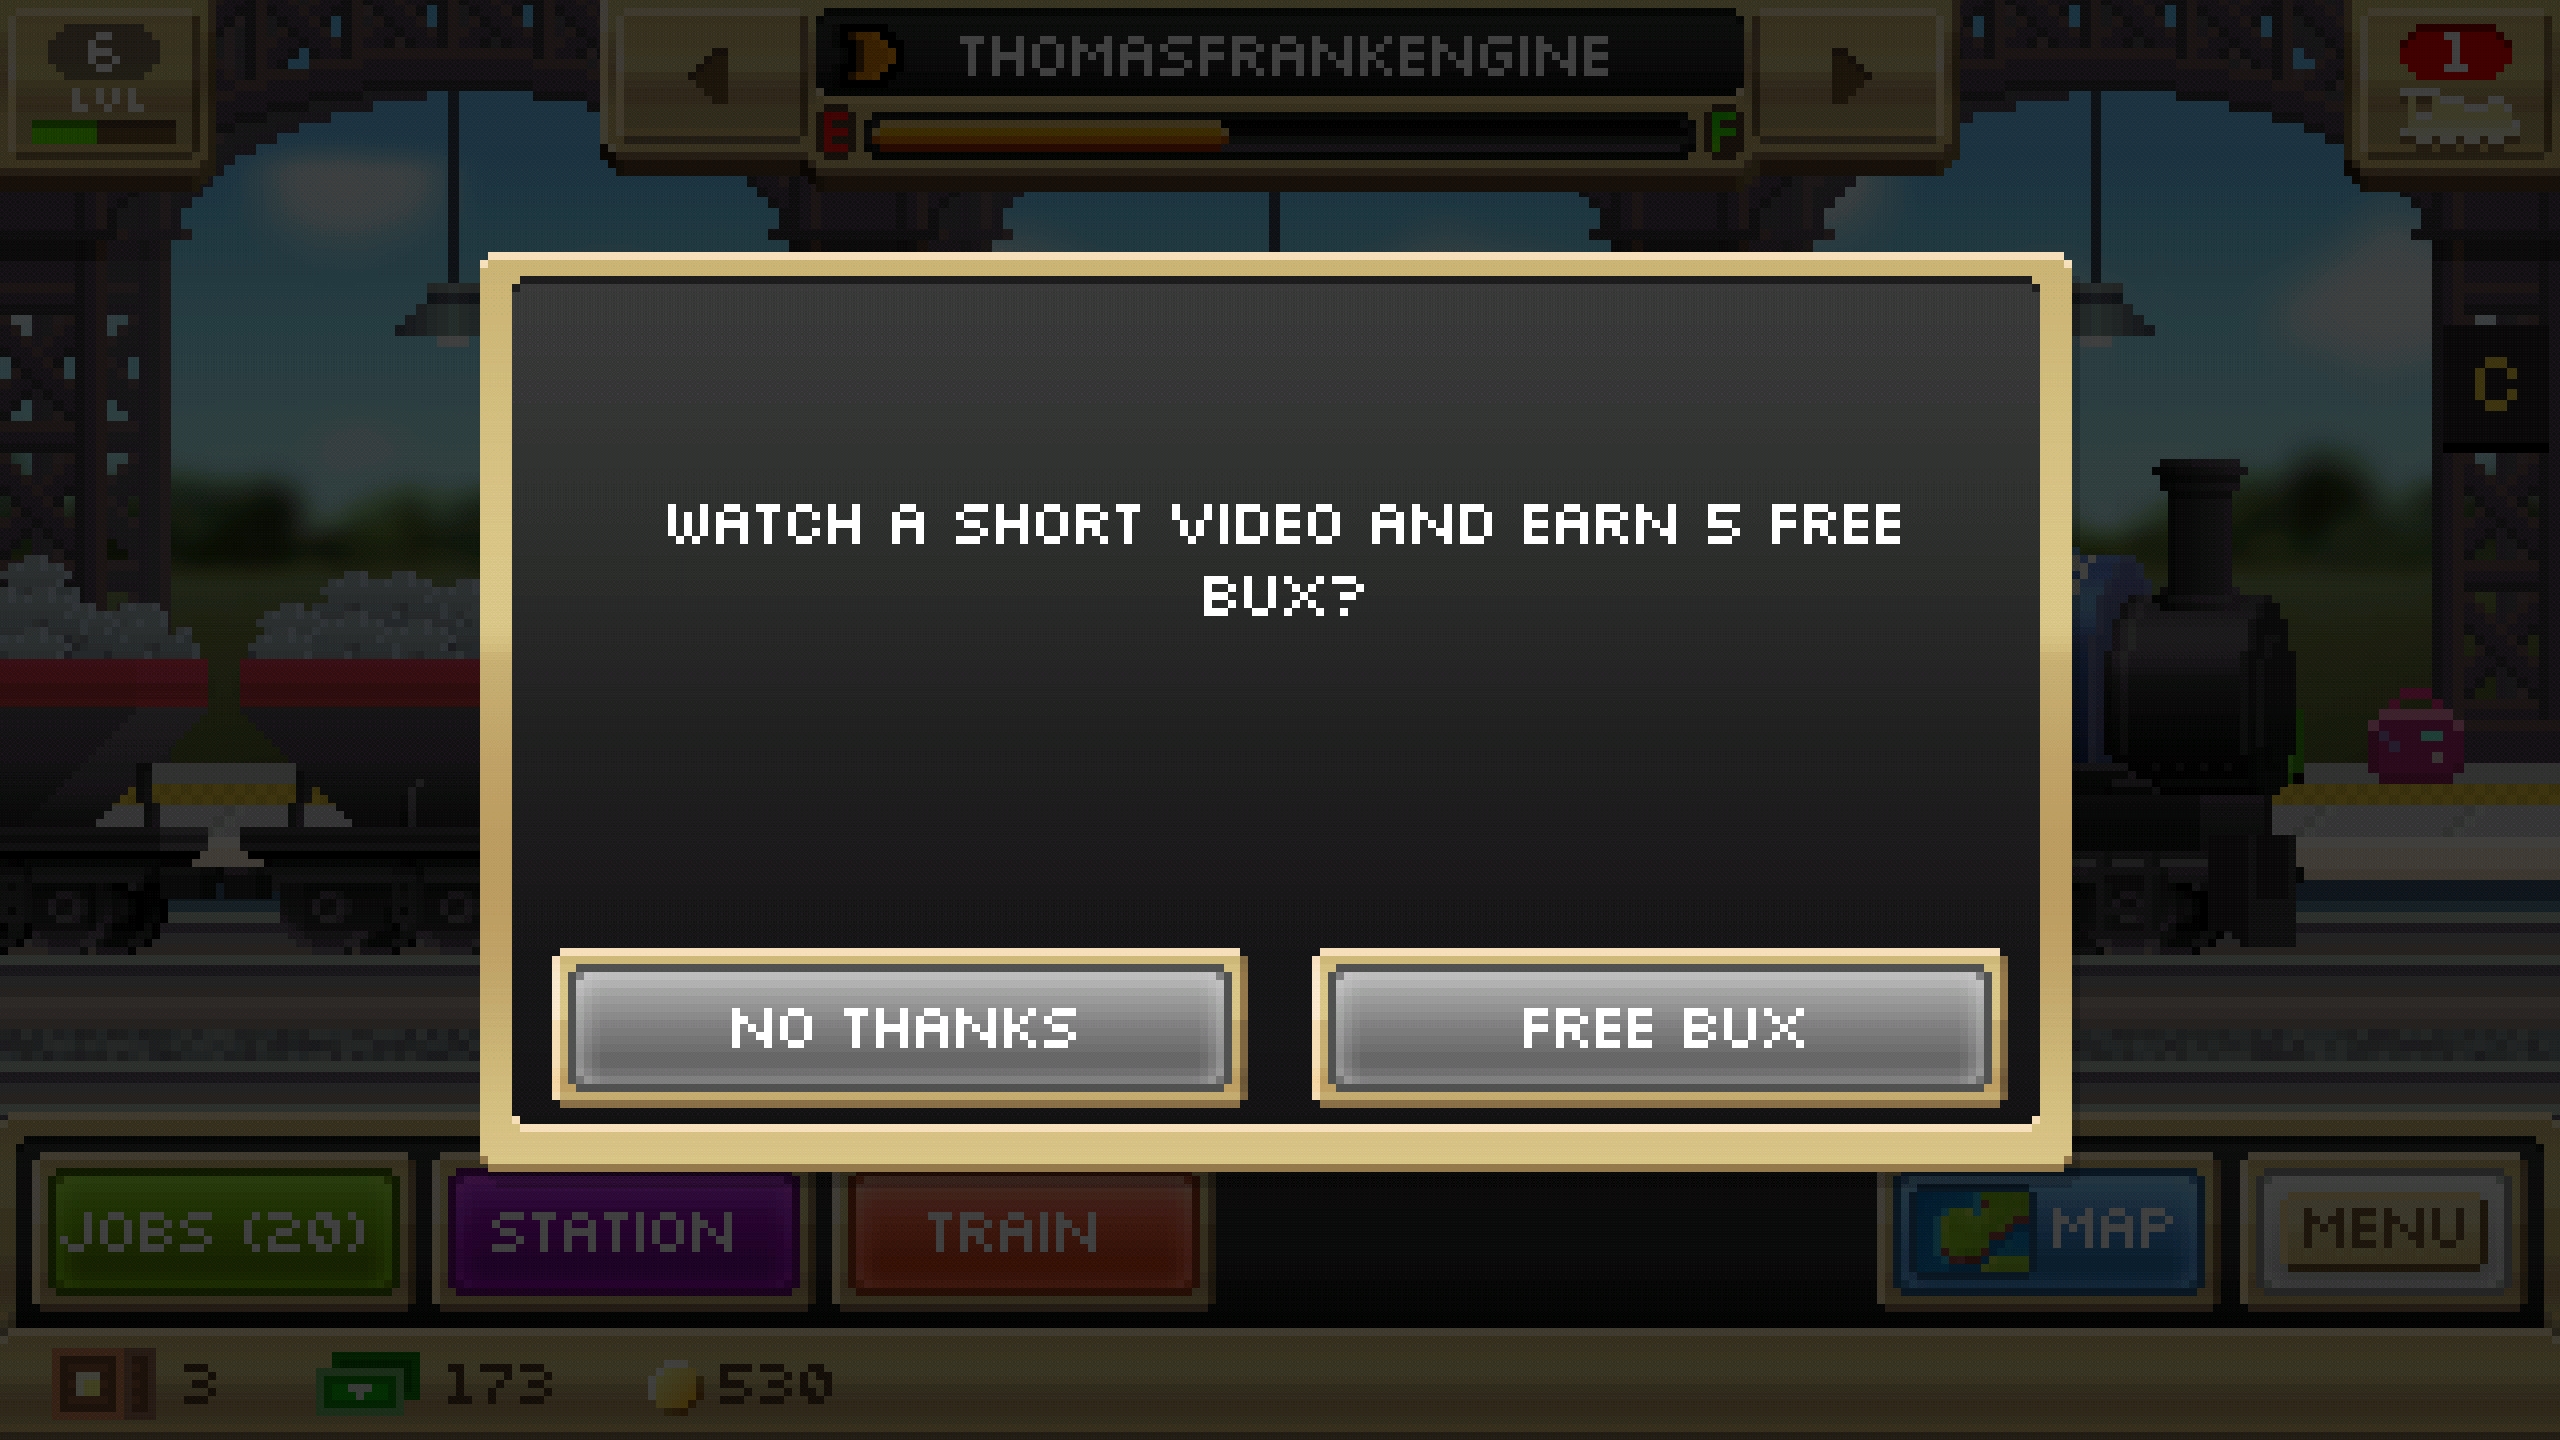 6
LVL
THOMASFRANKENGINE
E
F
1
C
WATCH A SHORT VIDEO AND EARN 5 FREE
BUX?
NO THANKS
FREE BUX
JOBS (20)
STATION
TRAIN
MAP
MENU
3
173
530